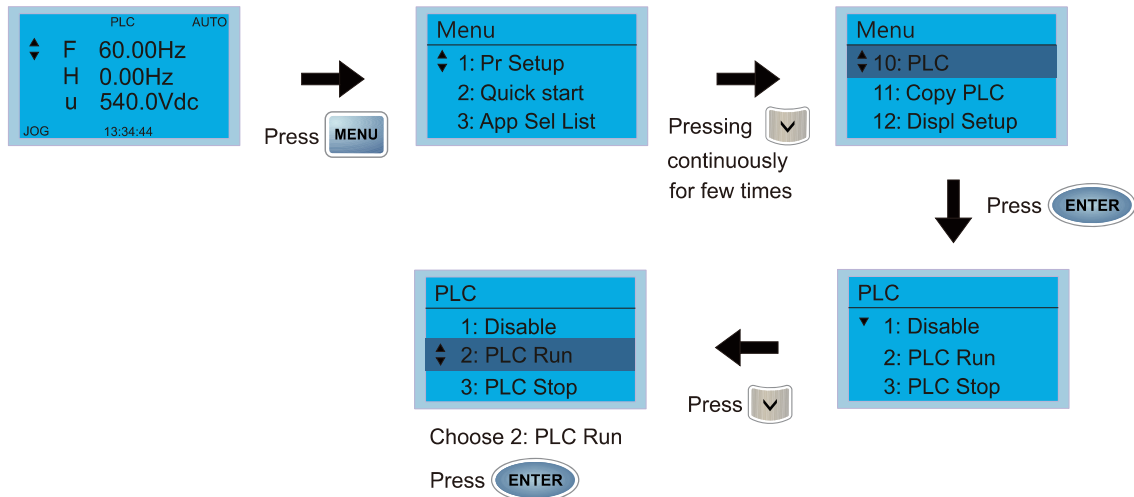 PLC AUTO
F 60.00Hz
H 0.00Hz
u 540.0Vdc
JOG 13:34:44
Press MENU
Menu
1: Pr Setup
2: Quick start
3: App Sel List
Pressing
continuously
for few times
Menu
10: PLC
11: Copy PLC
12: Displ Setup
Press ENTER
PLC
1: Disable
2: PLC Run
3: PLC Stop
Press
PLC
1: Disable
2: PLC Run
3: PLC Stop
Choose 2: PLC Run
Press ENTER